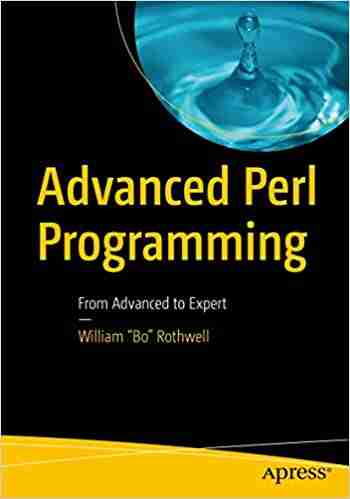 Advanced Perl
Programming
From Advanced to Expert
—
William “Bo” Rothwell
Apress®